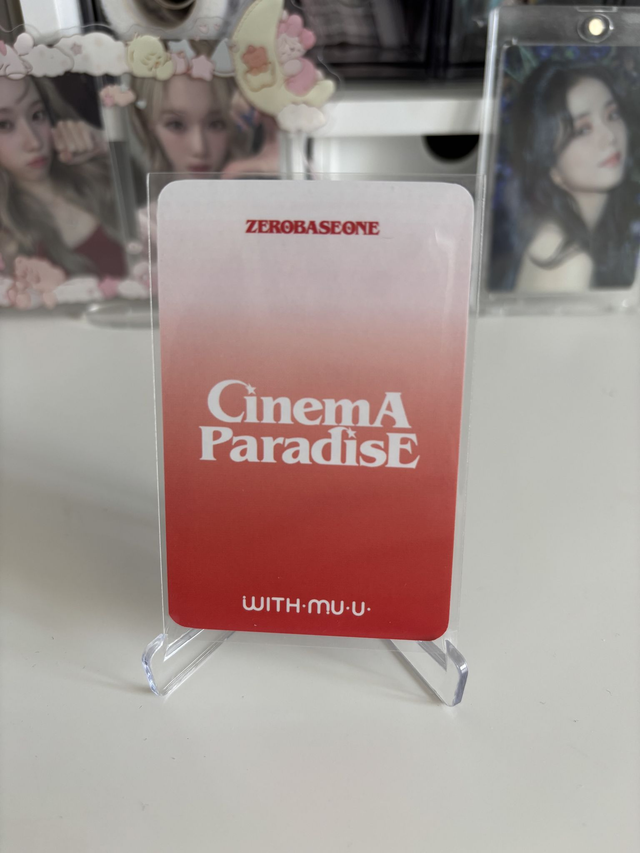 ZEROBASEONE
CinemA
ParadisE
WITH·MU·U·